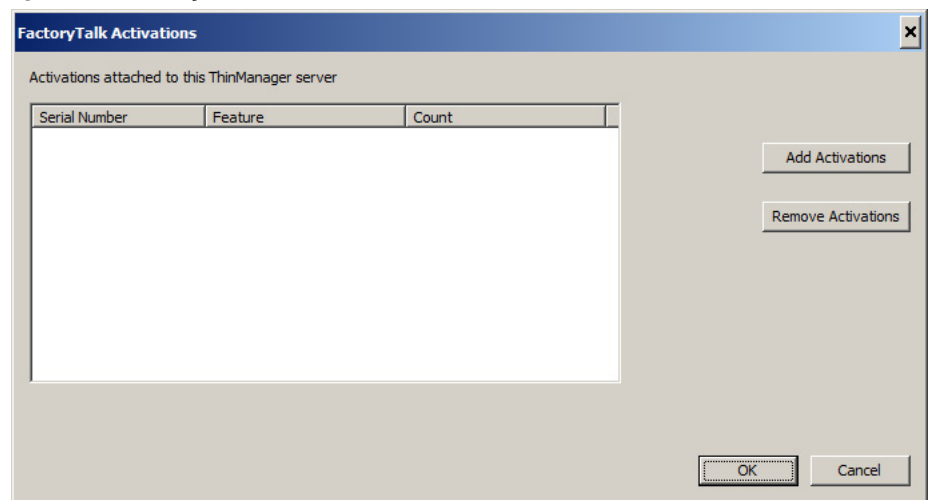 FactoryTalk Activations
Activations attached to this ThinManager server
Serial Number Feature Count
Add Activations
Remove Activations
OK Cancel